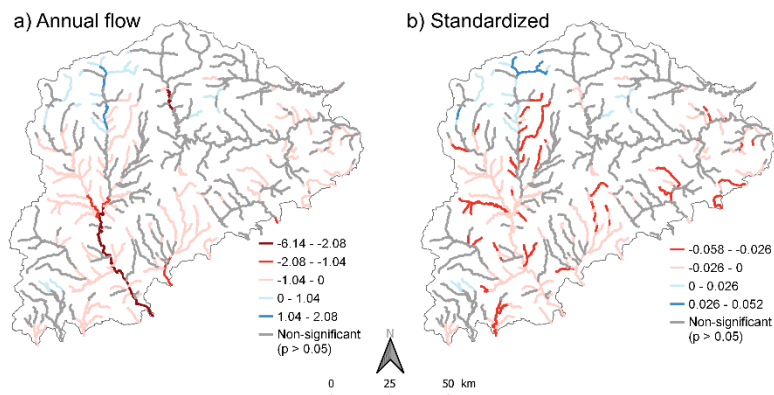 a) Annual flow
b) Standardized
-6.14 - -2.08
-2.08 - -1.04
-1.04 - 0
0 - 1.04
1.04 - 2.08
Non-significant
(p > 0.05)
-0.058 - -0.026
-0.026 - 0
0 - 0.026
0.026 - 0.052
Non-significant
(p > 0.05)
N
0 25 50 km